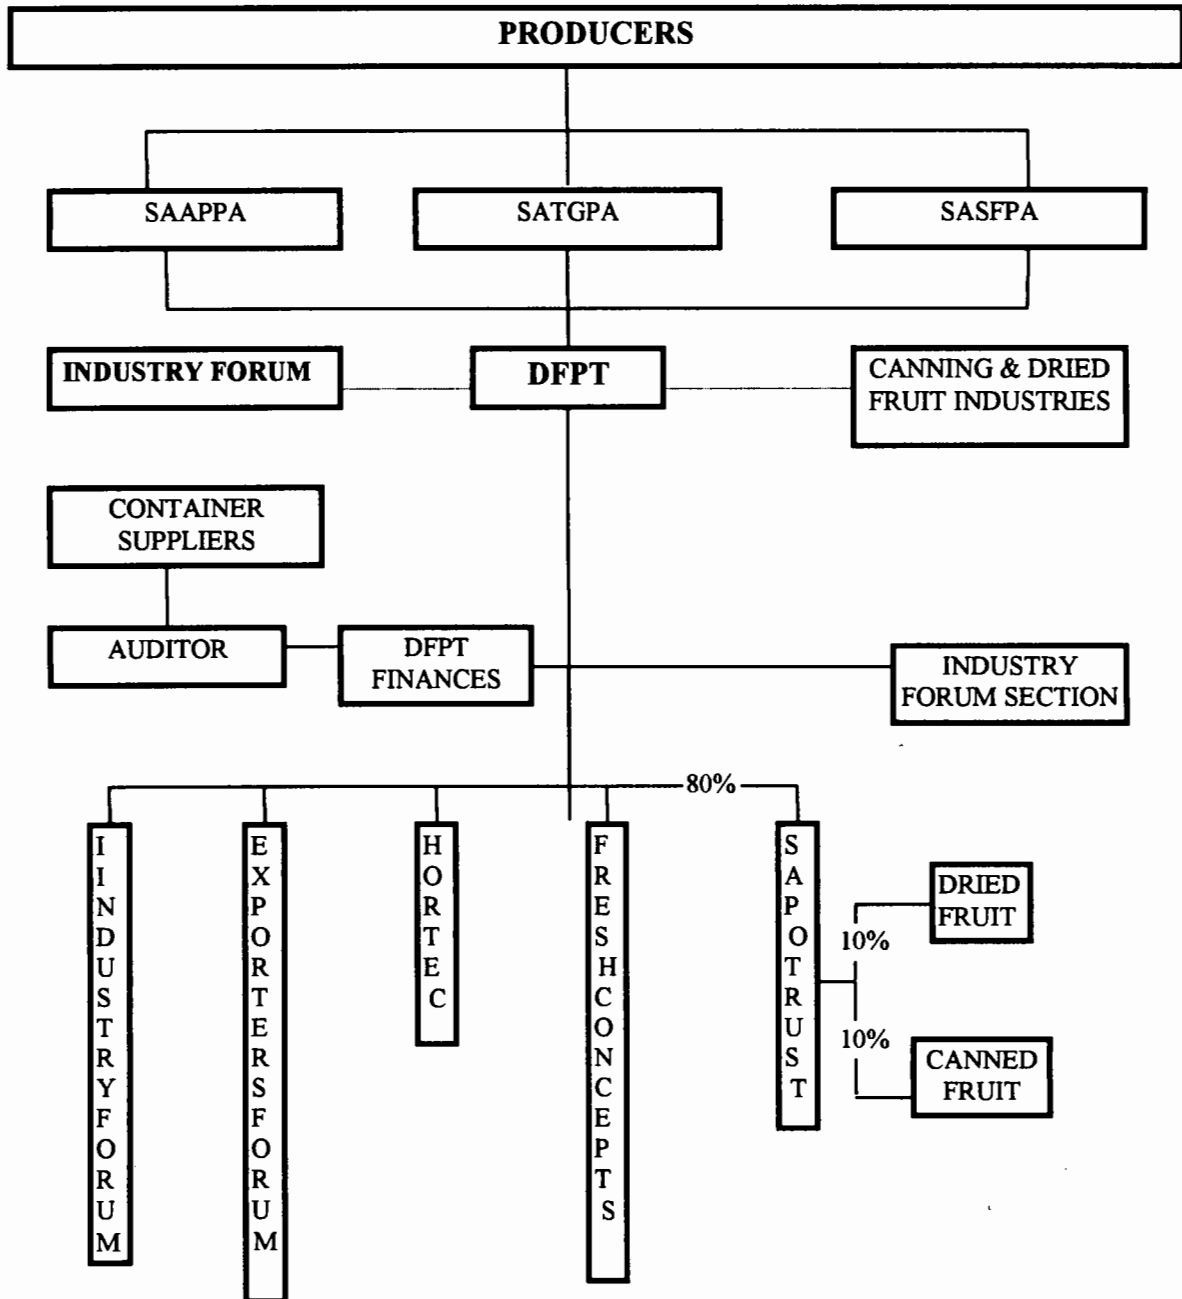 PRODUCERS
SAAPPA
SATGPA
SASFPA
INDUSTRY FORUM
DFPT
CANNING & DRIED
FRUIT INDUSTRIES
CONTAINER
SUPPLIERS
AUDITOR
DFPT
FINANCES
INDUSTRY
FORUM SECTION
80%
IINDUSTRYFORUM
EXPORTERSFORUM
HORTEC
FRESHCONCEPTS
SAPOTRUST
10%
DRIED
FRUIT
10%
CANNED
FRUIT